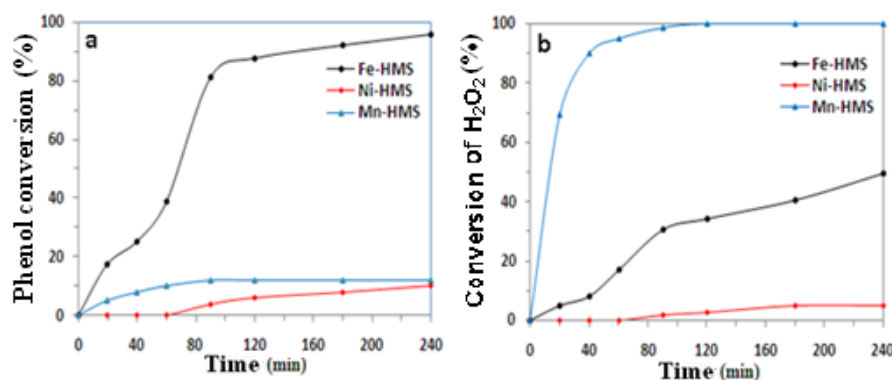 a
Phenol conversion (%)
100
80
60
40
20
0
Fe-HMS
Ni-HMS
Mn-HMS
0 40 80 120 160 200 240
Time (min)
b
Conversion of H₂O₂ (%)
100
80
60
40
20
0
Fe-HMS
Ni-HMS
Mn-HMS
0 40 80 120 160 200 240
Time (min)